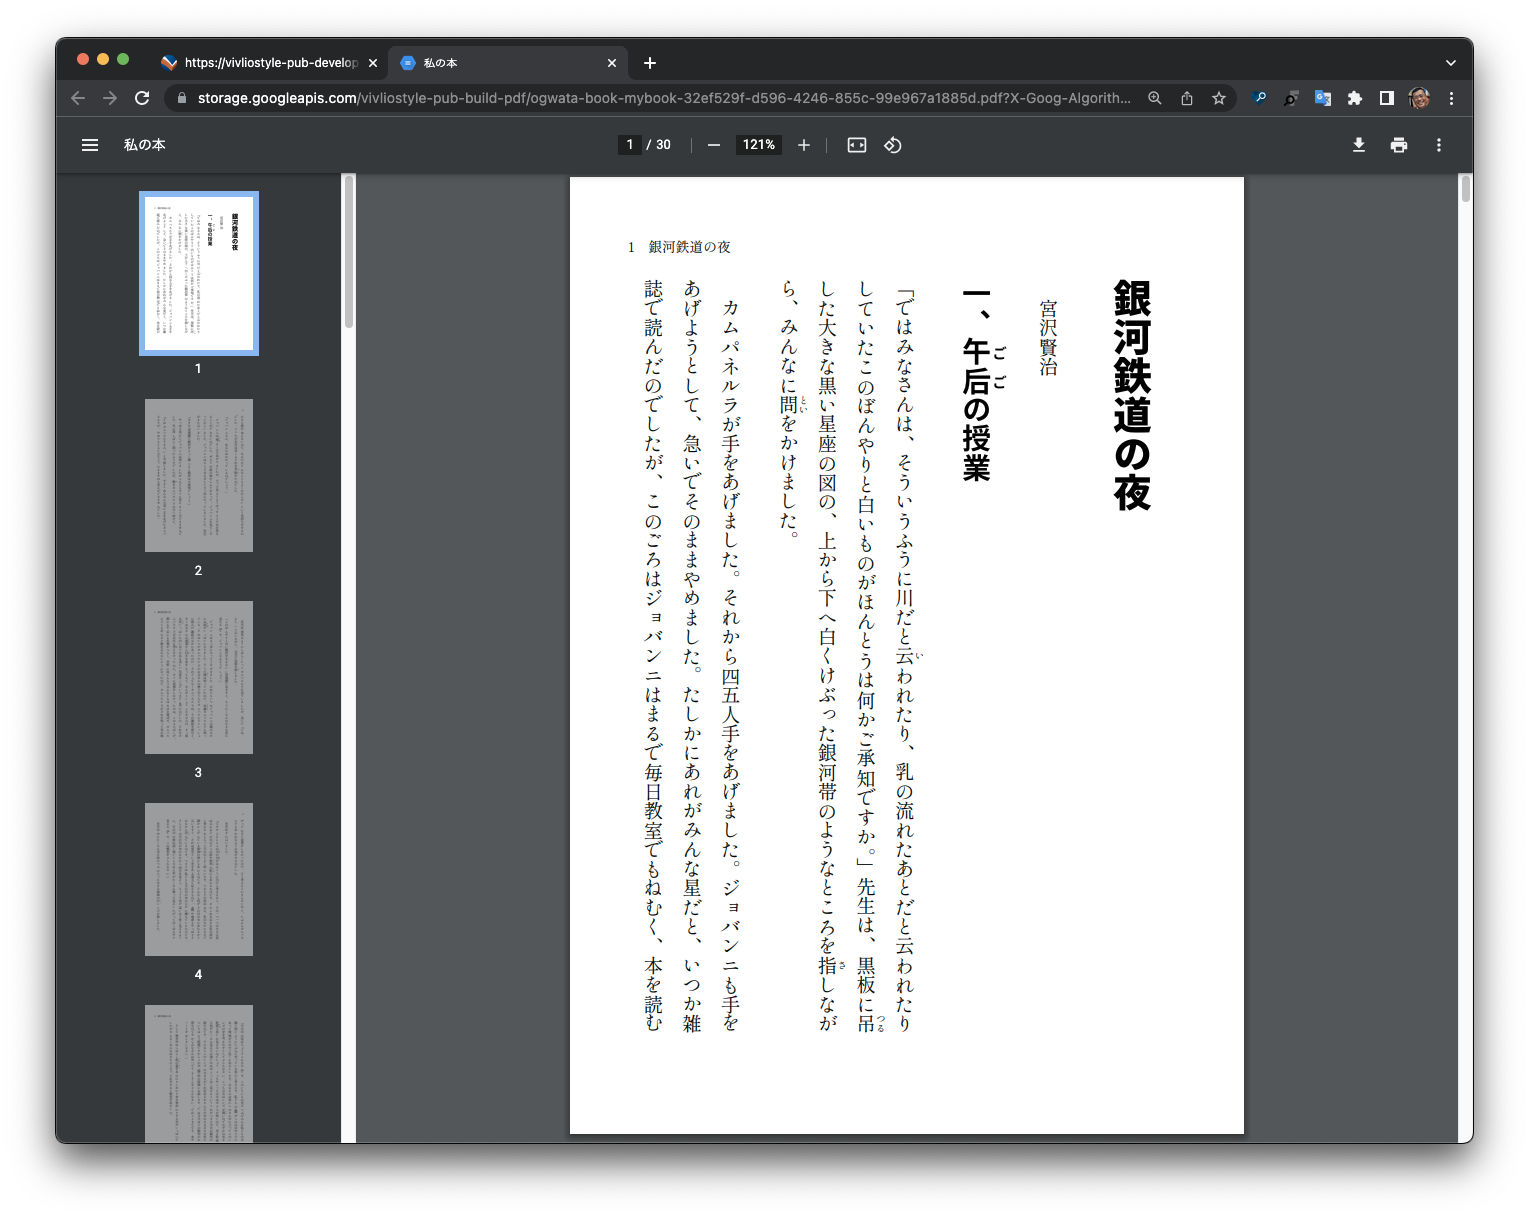 https://vivliostyle-pub-develop
私の本
storage.googleapis.com/vivliostyle-pub-build-pdf/ogwata-book-mybook-32ef529f-d596-4246-855c-99e967a1885d.pdf?X-Goog-Algorith...
私の本
1 / 30
121%
1
2
3
4
1 銀河鉄道の夜
銀河鉄道の夜
宮沢賢治
一、午后の授業
ごご
「ではみなさんは、そういうふうに川だと云われたり、乳の流れたあとだと云われたり
い
していたこのぼんやりと白いものがほんとうは何かご承知ですか。」先生は、黒板に吊
つる
した大きな黒い星座の図の、上から下へ白くけぶった銀河帯のようなところを指しなが
さ
ら、みんなに問をかけました。
とい
カムパネルラが手をあげました。それから四五人手をあげました。ジョバンニも手を
あげようとして、急いでそのままやめました。たしかにあれがみんな星だと、いつか雑
誌で読んだのでしたが、このごろはジョバンニはまるで毎日教室でもねむく、本を読む